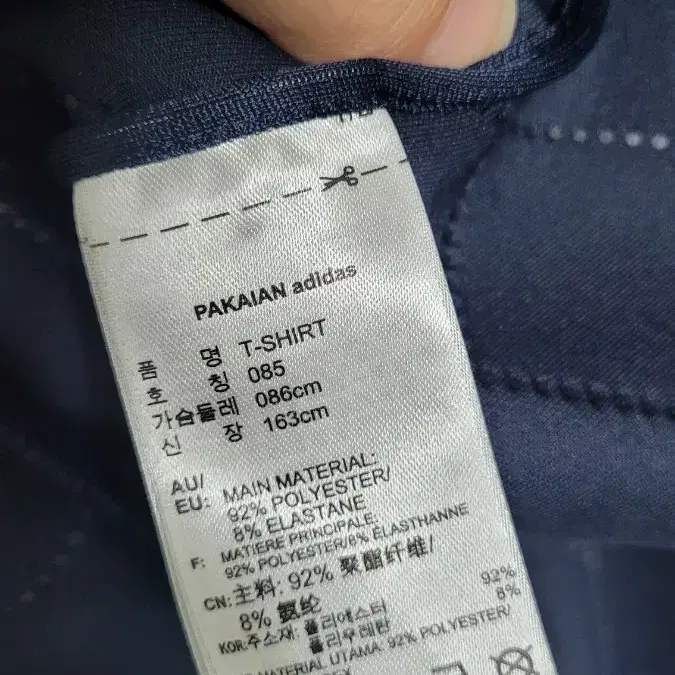 PAKAIAN adidas
품 명 T-SHIRT
호 칭 085
가슴둘레 086cm
신 장 163cm
AU/EU: MAIN MATERIAL:
92% POLYESTER/
8% ELASTANE
F: MATIÈRE PRINCIPALE:
92% POLYESTER/8% ÉLASTHANNE
CN: 主料: 92% 聚酯纤维/
8% 氨纶
KOR: 주소재: 폴리에스터 92%
폴리우레탄 8%
MATERIAL UTAMA: 92% POLYESTER/